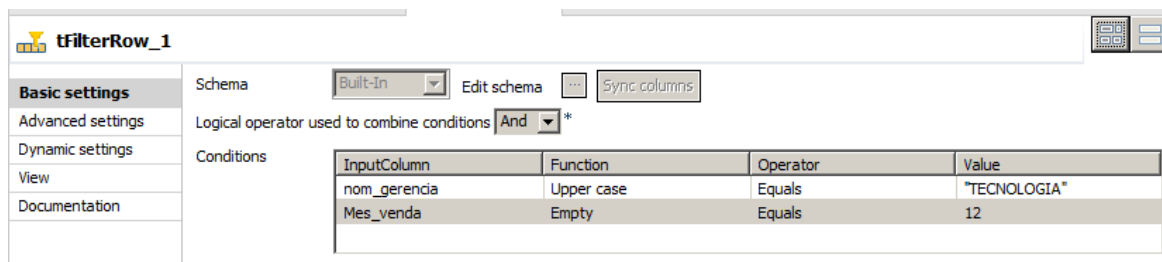 tFilterRow_1
Basic settings
Advanced settings
Dynamic settings
View
Documentation
Schema Built-In Edit schema ... Sync columns
Logical operator used to combine conditions And *
Conditions
InputColumn Function Operator Value
nom_gerencia Upper case Equals "TECNOLOGIA"
Mes_venda Empty Equals 12